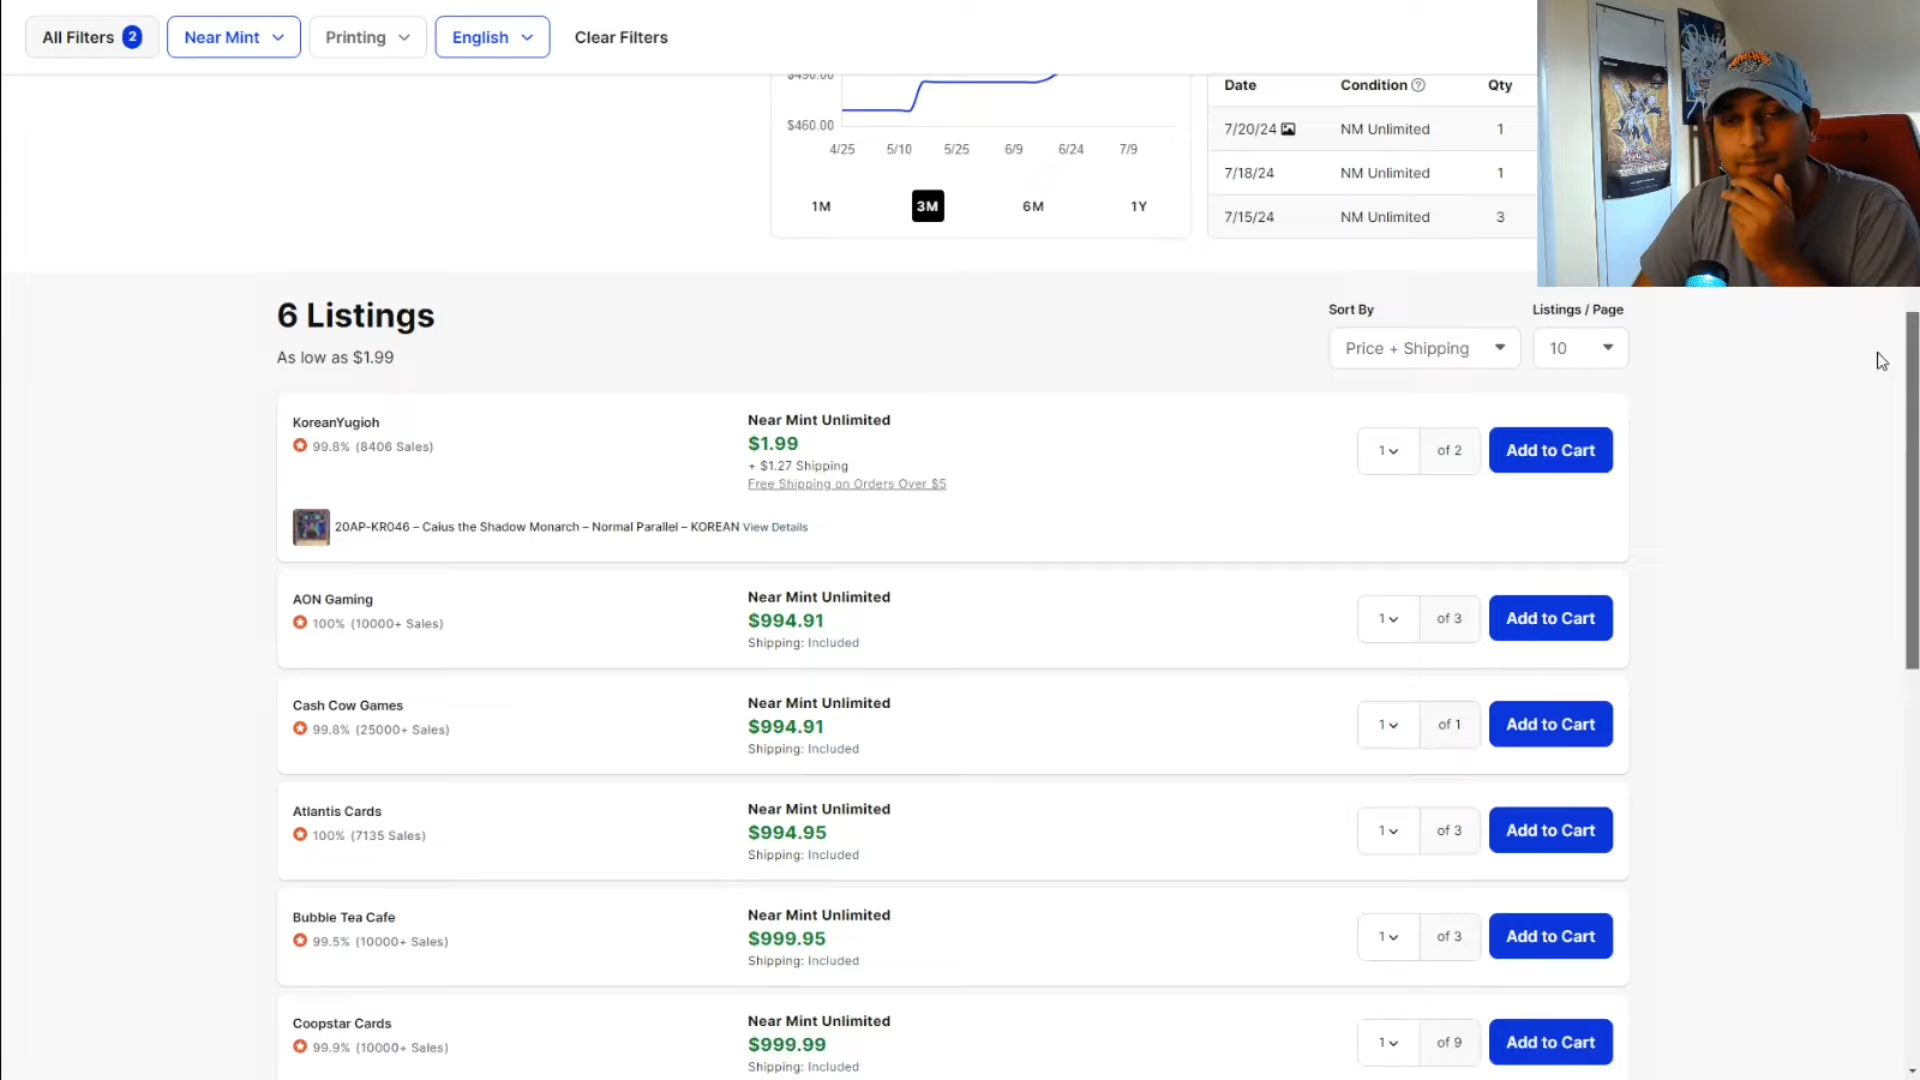 All Filters 2
Near Mint
Printing
English
Clear Filters
$490.00
$460.00
4/25 5/10 5/25 6/9 6/24 7/9
1M 3M 6M 1Y
Date Condition Qty
7/20/24 NM Unlimited 1
7/18/24 NM Unlimited 1
7/15/24 NM Unlimited 3
6 Listings
As low as $1.99
Sort By
Price + Shipping
Listings / Page
10
KoreanYugioh
99.8% (8406 Sales)
Near Mint Unlimited
$1.99
+ $1.27 Shipping
Free Shipping on Orders Over $5
1 of 2
Add to Cart
20AP-KR046 – Caius the Shadow Monarch – Normal Parallel – KOREAN View Details
AON Gaming
100% (10000+ Sales)
Near Mint Unlimited
$994.91
Shipping: Included
1 of 3
Add to Cart
Cash Cow Games
99.8% (25000+ Sales)
Near Mint Unlimited
$994.91
Shipping: Included
1 of 1
Add to Cart
Atlantis Cards
100% (7135 Sales)
Near Mint Unlimited
$994.95
Shipping: Included
1 of 3
Add to Cart
Bubble Tea Cafe
99.5% (10000+ Sales)
Near Mint Unlimited
$999.95
Shipping: Included
1 of 3
Add to Cart
Coopstar Cards
99.9% (10000+ Sales)
Near Mint Unlimited
$999.99
Shipping: Included
1 of 9
Add to Cart